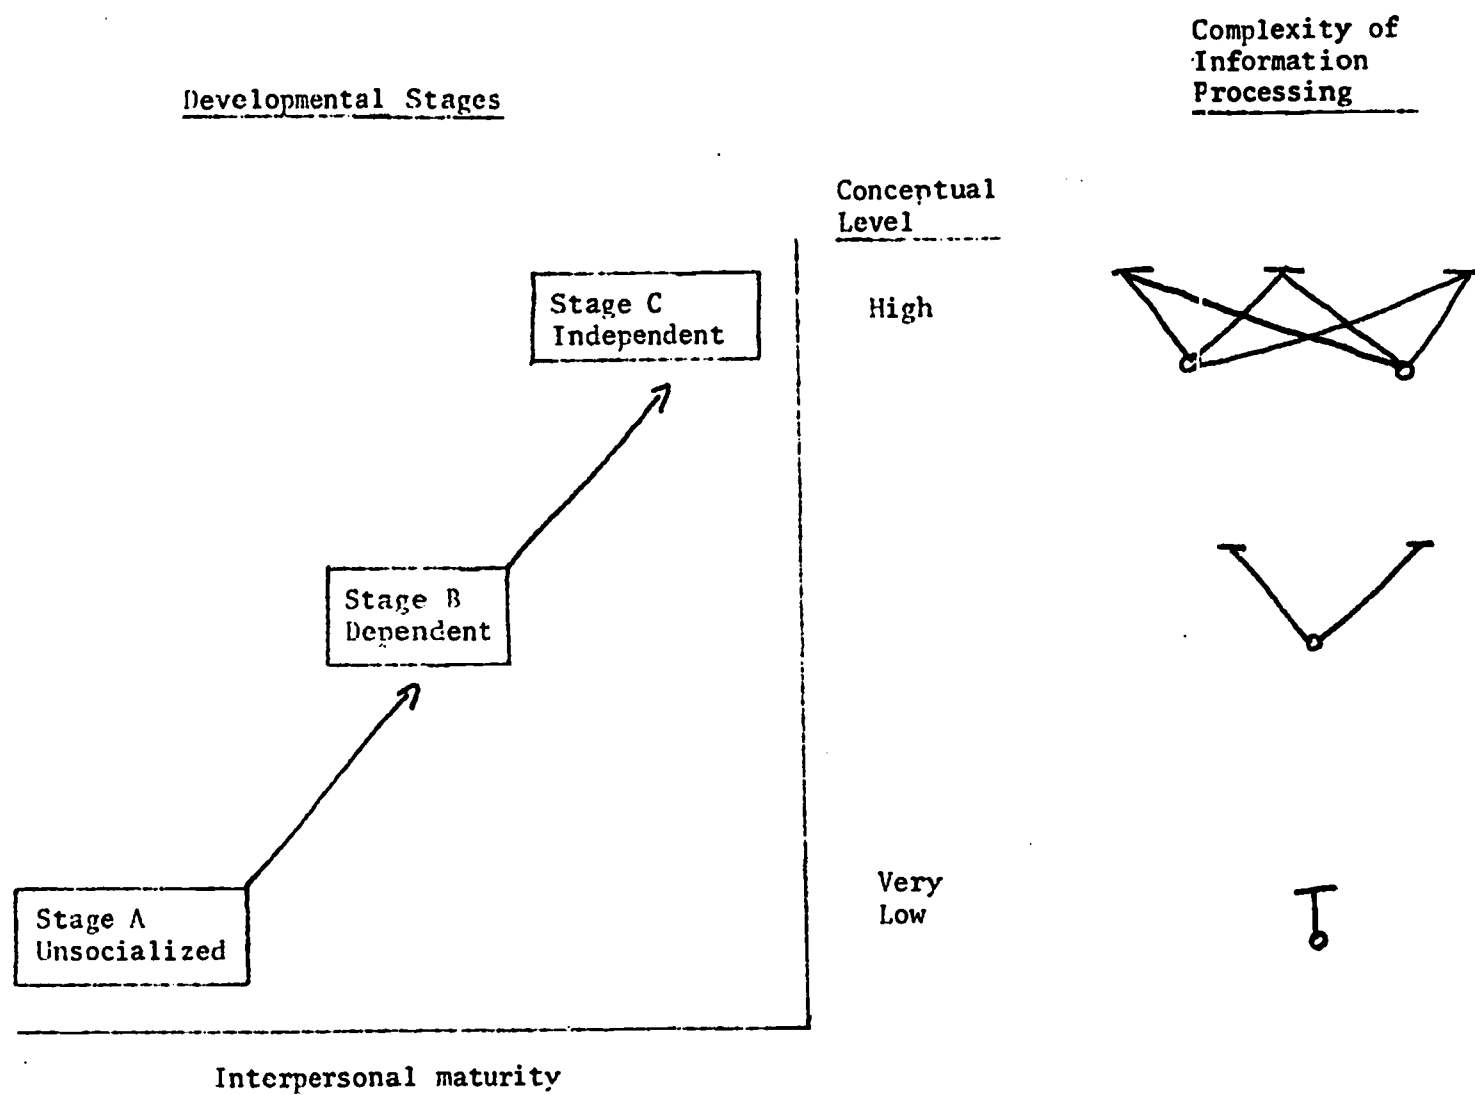 Complexity of
Information
Processing
Developmental Stages
Conceptual
Level
Stage C
Independent
High
Stage B
Dependent
Very
Low
Stage A
Unsocialized
Interpersonal maturity